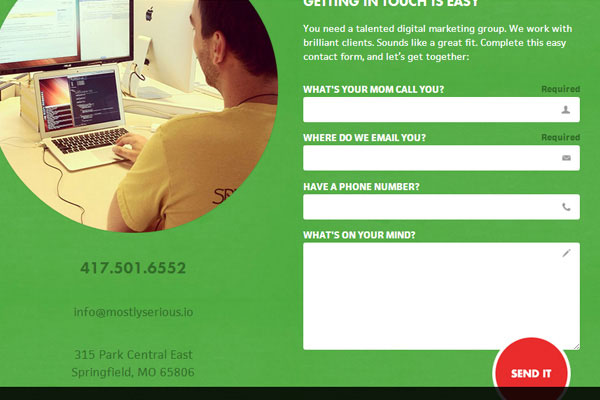 GETTING IN TOUCH IS EASY
You need a talented digital marketing group. We work with
brilliant clients. Sounds like a great fit. Complete this easy
contact form, and let's get together:
WHAT'S YOUR MOM CALL YOU? Required
WHERE DO WE EMAIL YOU? Required
HAVE A PHONE NUMBER?
WHAT'S ON YOUR MIND?
SEND IT
417.501.6552
info@mostlyserious.io
315 Park Central East
Springfield, MO 65806